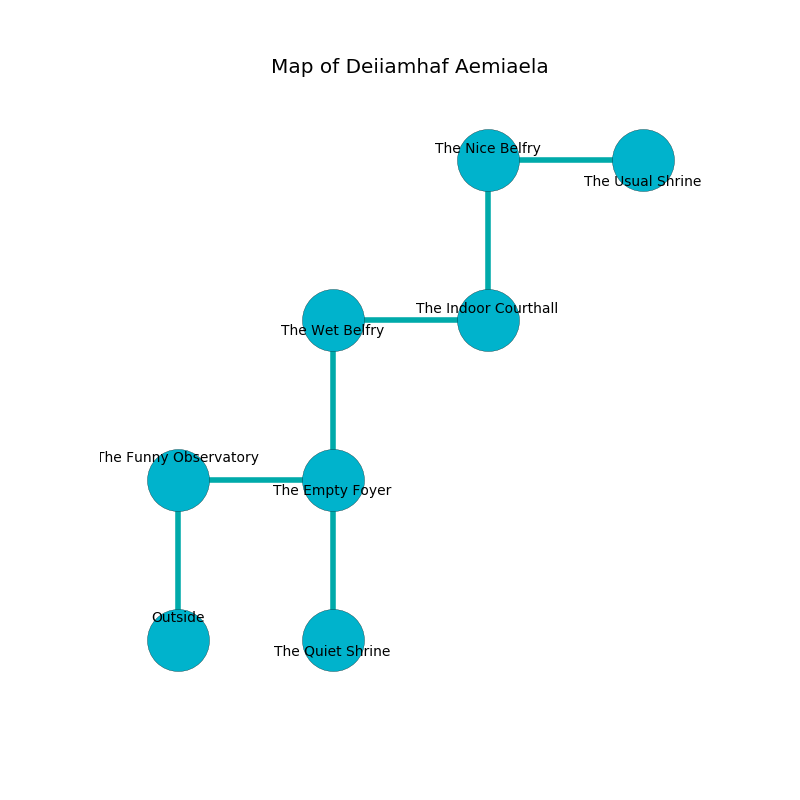 Map of Deiiamhaf Aemiaela
The Nice Belfry
The Usual Shrine
The Indoor Courthall
The Wet Belfry
The Funny Observatory
The Empty Foyer
Outside
The Quiet Shrine